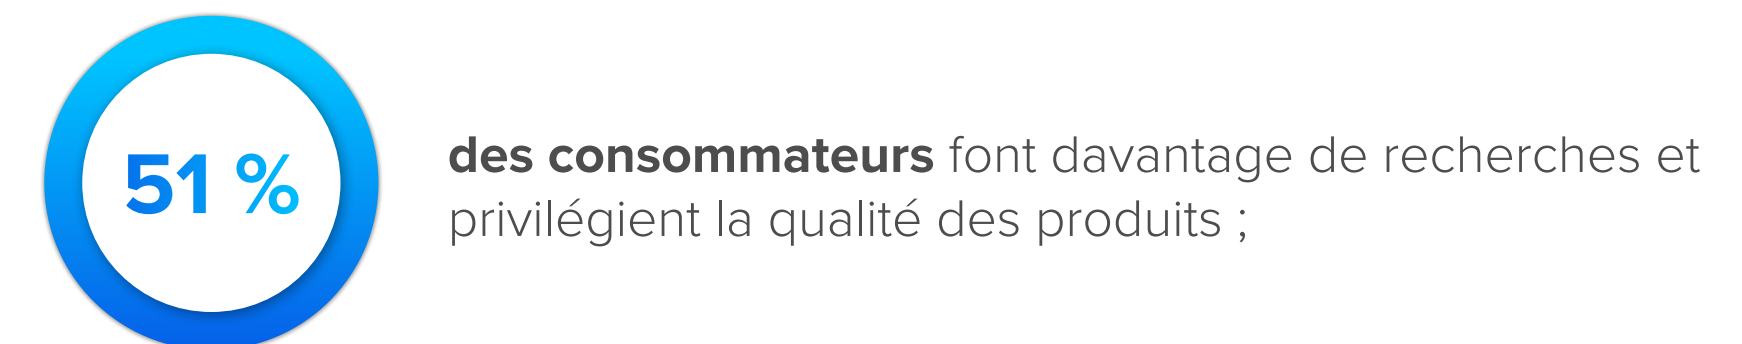 51 %
des consommateurs font davantage de recherches et
privilégient la qualité des produits ;